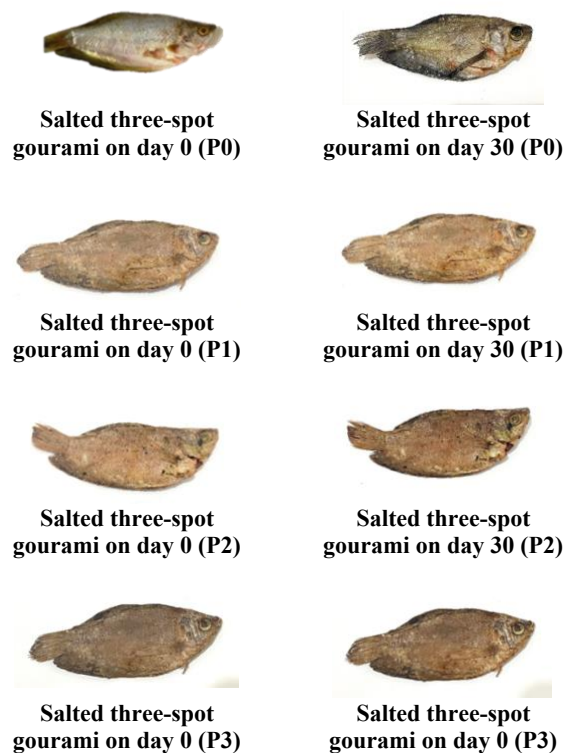 Salted three-spot
gourami on day 0 (P0)
Salted three-spot
gourami on day 30 (P0)
Salted three-spot
gourami on day 0 (P1)
Salted three-spot
gourami on day 30 (P1)
Salted three-spot
gourami on day 0 (P2)
Salted three-spot
gourami on day 30 (P2)
Salted three-spot
gourami on day 0 (P3)
Salted three-spot
gourami on day 0 (P3)